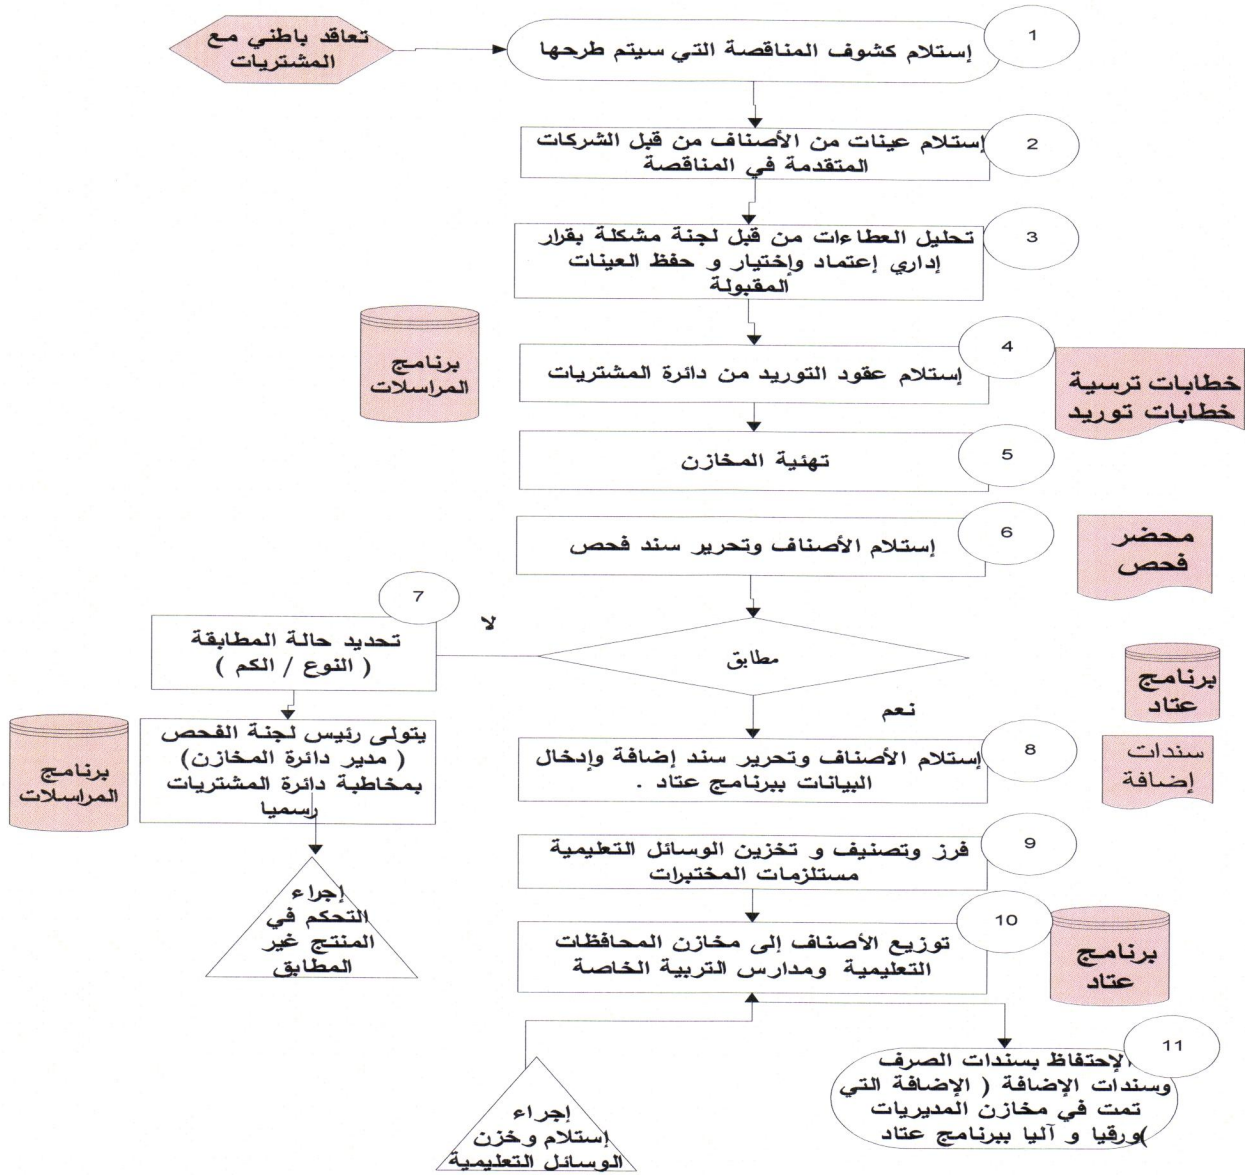 تعاقد باطني مع
المشتريات
1
إستلام كشوف المناقصة التي سيتم طرحها
2
إستلام عينات من الأصناف من قبل الشركات
المتقدمة في المناقصة
3
تحليل العطاءات من قبل لجنة مشكلة بقرار
إداري إعتماد وإختيار و حفظ العينات
المقبولة
برنامج
المراسلات
4
إستلام عقود التوريد من دائرة المشتريات
خطابات ترسية
خطابات توريد
5
تهئية المخازن
6
إستلام الأصناف وتحرير سند فحص
محضر
فحص
7
تحديد حالة المطابقة
( النوع / الكم )
لا
مطابق
نعم
برنامج
عتاد
برنامج
المراسلات
يتولى رئيس لجنة الفحص
( مدير دائرة المخازن)
بمخاطبة دائرة المشتريات
رسميا
8
إستلام الأصناف وتحرير سند إضافة وإدخال
البيانات ببرنامج عتاد .
سندات
إضافة
9
فرز وتصنيف و تخزين الوسائل التعليمية
مستلزمات المختبرات
إجراء
التحكم في
المنتج غير
المطابق
10
توزيع الأصناف إلى مخازن المحافظات
التعليمية ومدارس التربية الخاصة
برنامج
عتاد
11
الإحتفاظ بسندات الصرف
وسندات الإضافة ( الإضافة التي
تمت في مخازن المديريات
)ورقيا و آليا ببرنامج عتاد
إجراء
إستلام وخزن
الوسائل التعليمية